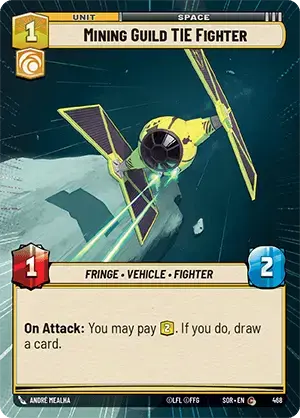 UNIT
SPACE
1
MINING GUILD TIE FIGHTER
1
2
FRINGE • VEHICLE • FIGHTER
On Attack: You may pay 2. If you do, draw
a card.
ANDRÉ MEALHA
©LFL ©FFG
SOR • EN
C
468